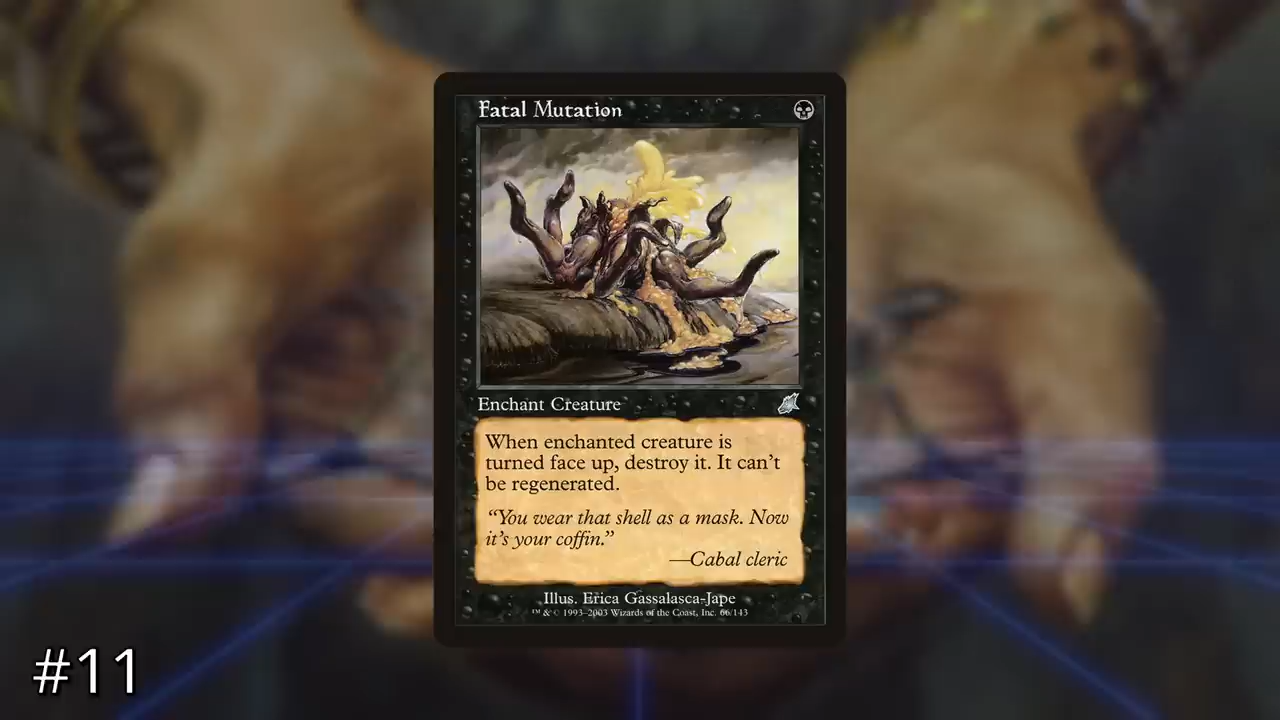 Fatal Mutation
Enchant Creature
When enchanted creature is
turned face up, destroy it. It can't
be regenerated.
“You wear that shell as a mask. Now
it's your coffin.”
—Cabal cleric
Illus. Erica Gassalasca-Jape
™ & © 1993–2003 Wizards of the Coast, Inc. 66/143
#11